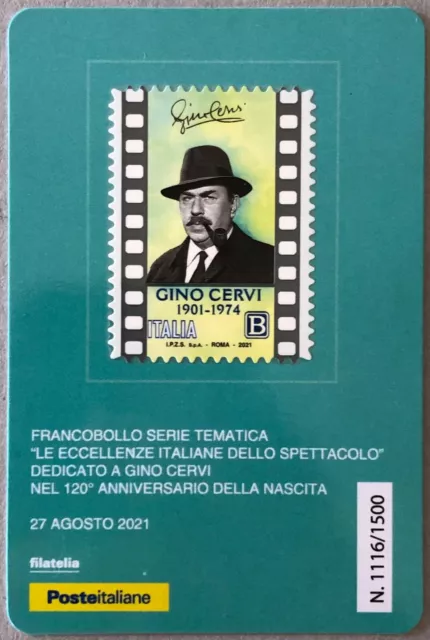 Gino Cervi
GINO CERVI
1901-1974
ITALIA B
I.P.Z.S. S.p.A. - ROMA - 2021
FRANCOBOLLO SERIE TEMATICA
"LE ECCELLENZE ITALIANE DELLO SPETTACOLO"
DEDICATO A GINO CERVI
NEL 120° ANNIVERSARIO DELLA NASCITA
27 AGOSTO 2021
filatelia
Posteitaliane
N. 1116/1500